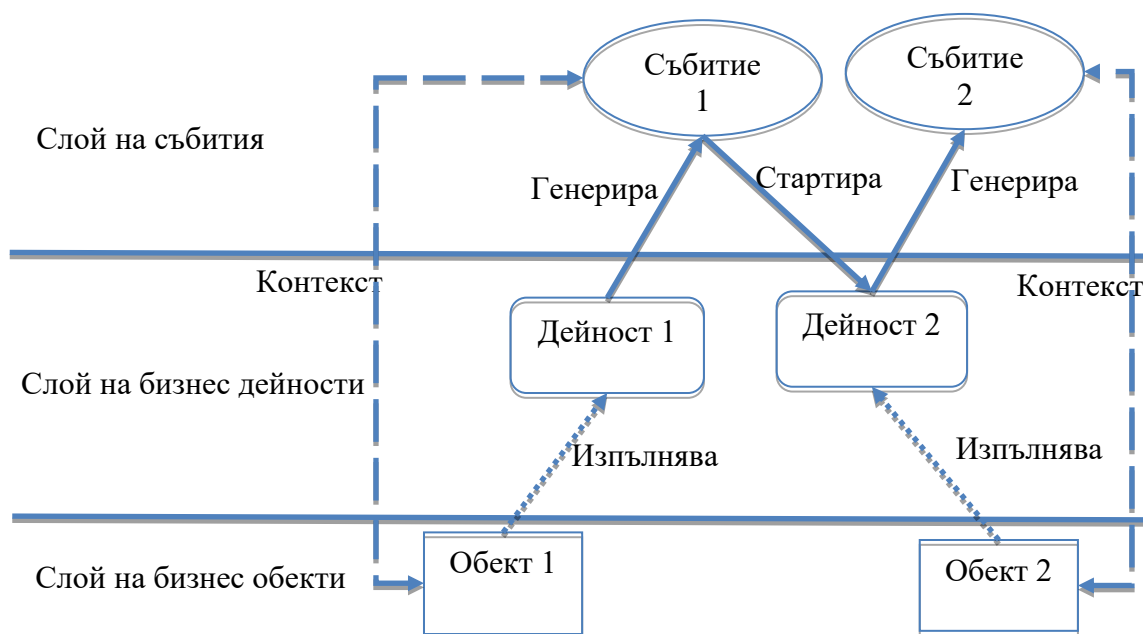 Събитие
1
Събитие
2
Слой на събития
Генерира
Стартира
Генерира
Контекст
Контекст
Дейност 1
Дейност 2
Слой на бизнес дейности
Изпълнява
Изпълнява
Обект 1
Обект 2
Слой на бизнес обекти